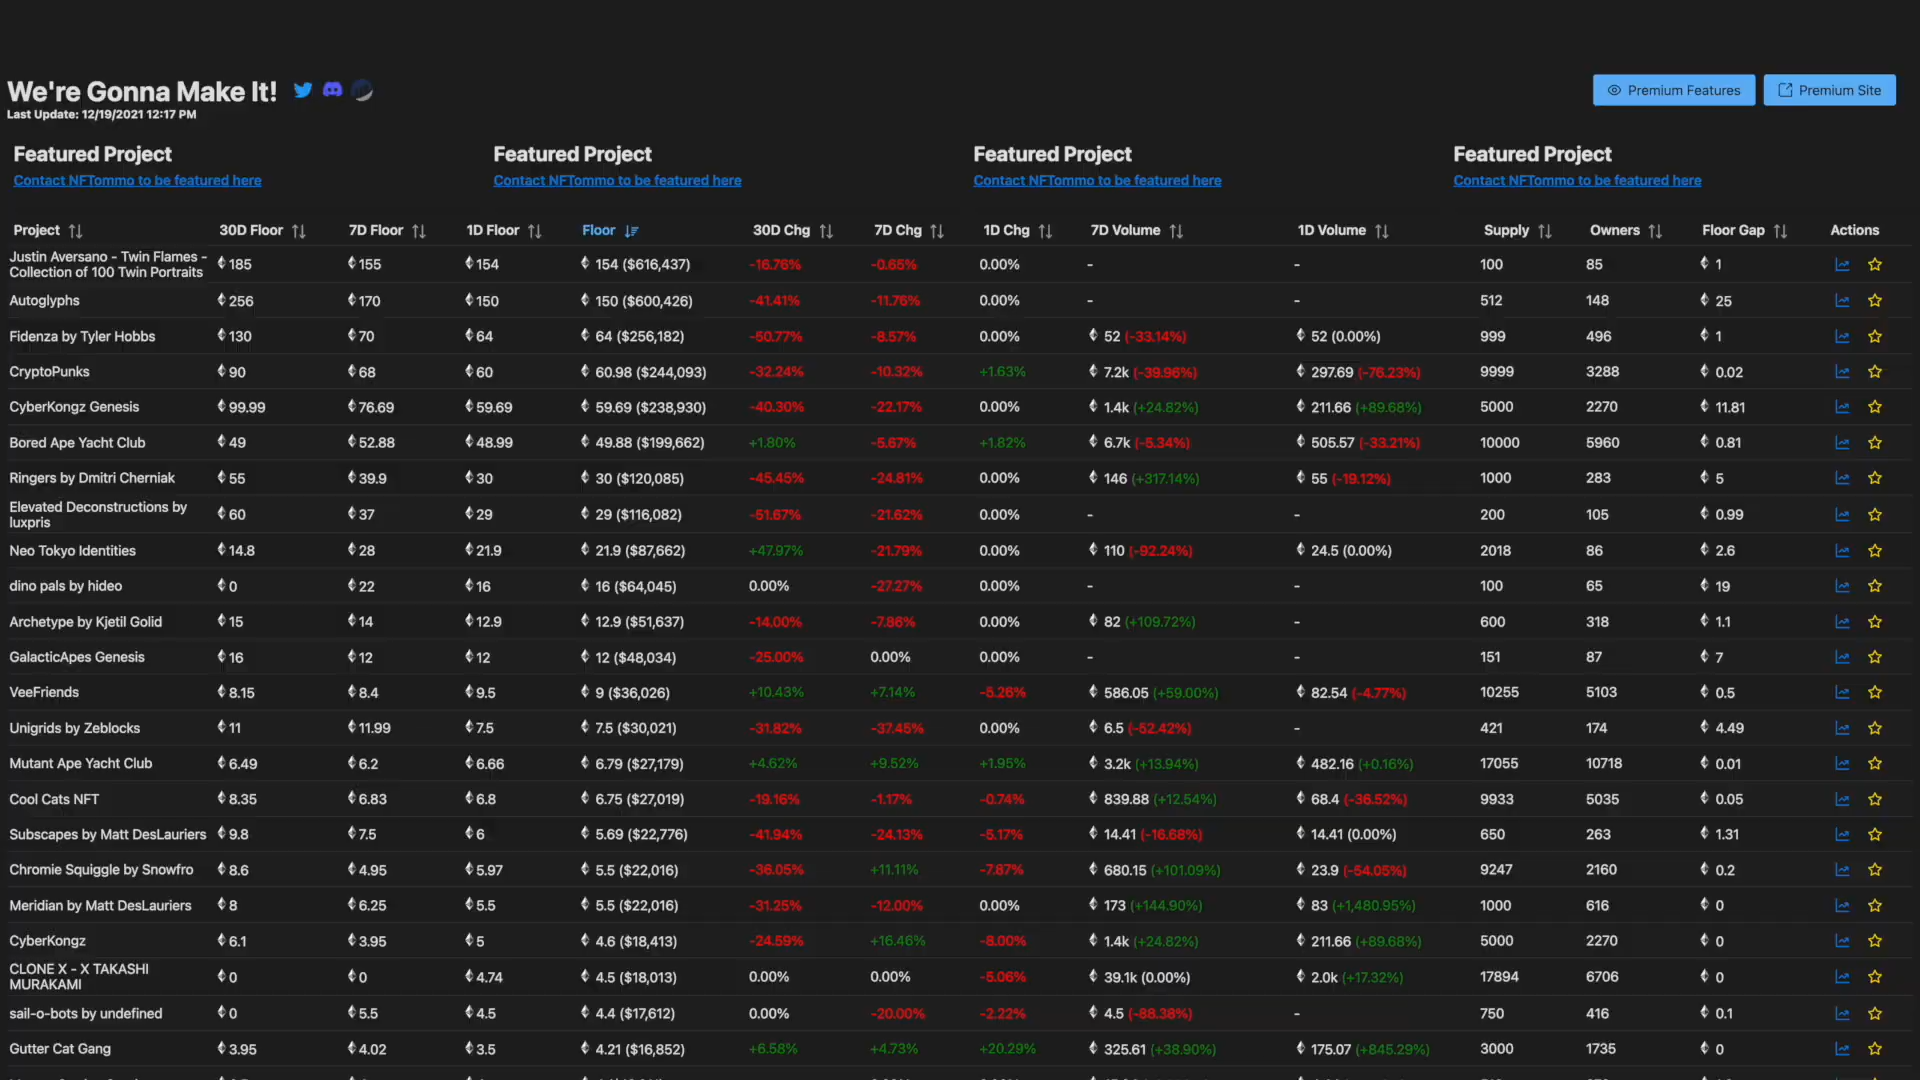 We're Gonna Make It!
Last Update: 12/19/2021 12:17 PM
Premium Features
Premium Site
Featured Project
Contact NFTommo to be featured here
Featured Project
Contact NFTommo to be featured here
Featured Project
Contact NFTommo to be featured here
Featured Project
Contact NFTommo to be featured here
Project 30D Floor 7D Floor 1D Floor Floor 30D Chg 7D Chg 1D Chg 7D Volume 1D Volume Supply Owners Floor Gap Actions
Justin Aversano - Twin Flames -
Collection of 100 Twin Portraits
185 155 154 154 ($616,437) -16.76% -0.65% 0.00% - - 100 85 1
Autoglyphs 256 170 150 150 ($600,426) -41.41% -11.76% 0.00% - - 512 148 25
Fidenza by Tyler Hobbs 130 70 64 64 ($256,182) -50.77% -8.57% 0.00% 52 (-33.14%) 52 (0.00%) 999 496 1
CryptoPunks 90 68 60 60.98 ($244,093) -32.24% -10.32% +1.63% 7.2k (-39.96%) 297.69 (-76.23%) 9999 3288 0.02
CyberKongz Genesis 99.99 76.69 59.69 59.69 ($238,930) -40.30% -22.17% 0.00% 1.4k (+24.82%) 211.66 (+89.68%) 5000 2270 11.81
Bored Ape Yacht Club 49 52.88 48.99 49.88 ($199,662) +1.80% -5.67% +1.82% 6.7k (-5.34%) 505.57 (-33.21%) 10000 5960 0.81
Ringers by Dmitri Cherniak 55 39.9 30 30 ($120,085) -45.45% -24.81% 0.00% 146 (+317.14%) 55 (-19.12%) 1000 283 5
Elevated Deconstructions by
luxpris
60 37 29 29 ($116,082) -51.67% -21.62% 0.00% - - 200 105 0.99
Neo Tokyo Identities 14.8 28 21.9 21.9 ($87,662) +47.97% -21.79% 0.00% 110 (-92.24%) 24.5 (0.00%) 2018 86 2.6
dino pals by hideo 0 22 16 16 ($64,045) 0.00% -27.27% 0.00% - - 100 65 19
Archetype by Kjetil Golid 15 14 12.9 12.9 ($51,637) -14.00% -7.86% 0.00% 82 (+109.72%) - 600 318 1.1
GalacticApes Genesis 16 12 12 12 ($48,034) -25.00% 0.00% 0.00% - - 151 87 7
VeeFriends 8.15 8.4 9.5 9 ($36,026) +10.43% +7.14% -5.26% 586.05 (+59.00%) 82.54 (-4.77%) 10255 5103 0.5
Unigrids by Zeblocks 11 11.99 7.5 7.5 ($30,021) -31.82% -37.45% 0.00% 6.5 (-52.42%) - 421 174 4.49
Mutant Ape Yacht Club 6.49 6.2 6.66 6.79 ($27,179) +4.62% +9.52% +1.95% 3.2k (+13.94%) 482.16 (+0.16%) 17055 10718 0.01
Cool Cats NFT 8.35 6.83 6.8 6.75 ($27,019) -19.16% -1.17% -0.74% 839.88 (+12.54%) 68.4 (-36.52%) 9933 5035 0.05
Subscapes by Matt DesLauriers 9.8 7.5 6 5.69 ($22,776) -41.94% -24.13% -5.17% 14.41 (-16.68%) 14.41 (0.00%) 650 263 1.31
Chromie Squiggle by Snowfro 8.6 4.95 5.97 5.5 ($22,016) -36.05% +11.11% -7.87% 680.15 (+101.09%) 23.9 (-54.05%) 9247 2160 0.2
Meridian by Matt DesLauriers 8 6.25 5.5 5.5 ($22,016) -31.25% -12.00% 0.00% 173 (+144.90%) 83 (+1,480.95%) 1000 616 0
CyberKongz 6.1 3.95 5 4.6 ($18,413) -24.59% +16.46% -8.00% 1.4k (+24.82%) 211.66 (+89.68%) 5000 2270 0
CLONE X - X TAKASHI
MURAKAMI
0 0 4.74 4.5 ($18,013) 0.00% 0.00% -5.06% 39.1k (0.00%) 2.0k (+17.32%) 17894 6706 0
sail-o-bots by undefined 0 5.5 4.5 4.4 ($17,612) 0.00% -20.00% -2.22% 4.5 (-88.38%) - 750 416 0.1
Gutter Cat Gang 3.95 4.02 3.5 4.21 ($16,852) +6.58% +4.73% +20.29% 325.61 (+38.90%) 175.07 (+845.29%) 3000 1735 0